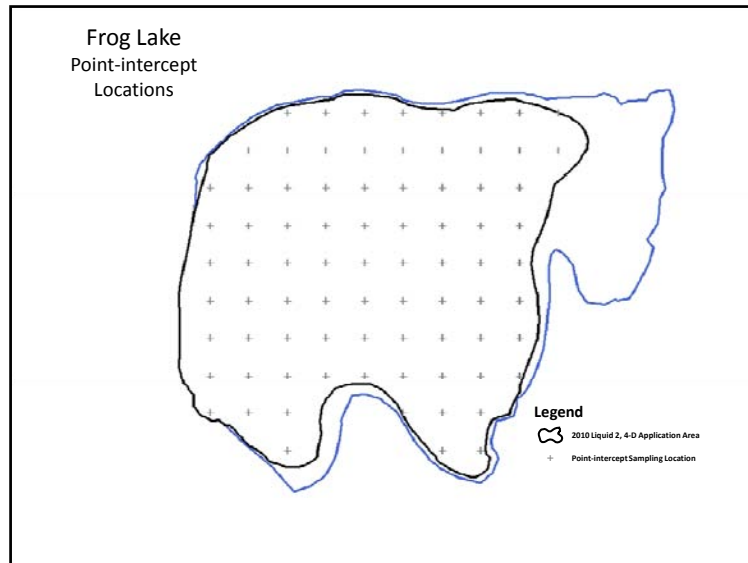 Frog Lake
Point-intercept
Locations
Legend
2010 Liquid 2, 4-D Application Area
Point-intercept Sampling Location